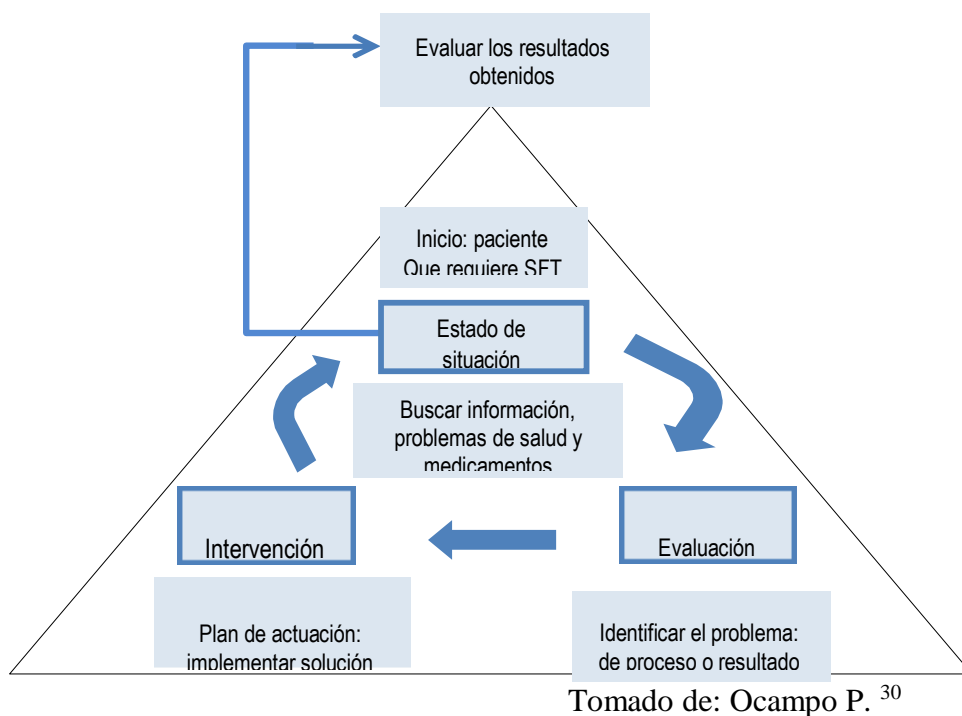 Evaluar los resultados
obtenidos
Inicio: paciente
Que requiere SFT
Estado de
situación
Buscar información,
problemas de salud y
medicamentos
Intervención
Evaluación
Plan de actuación:
implementar solución
Identificar el problema:
de proceso o resultado
Tomado de: Ocampo P. 30